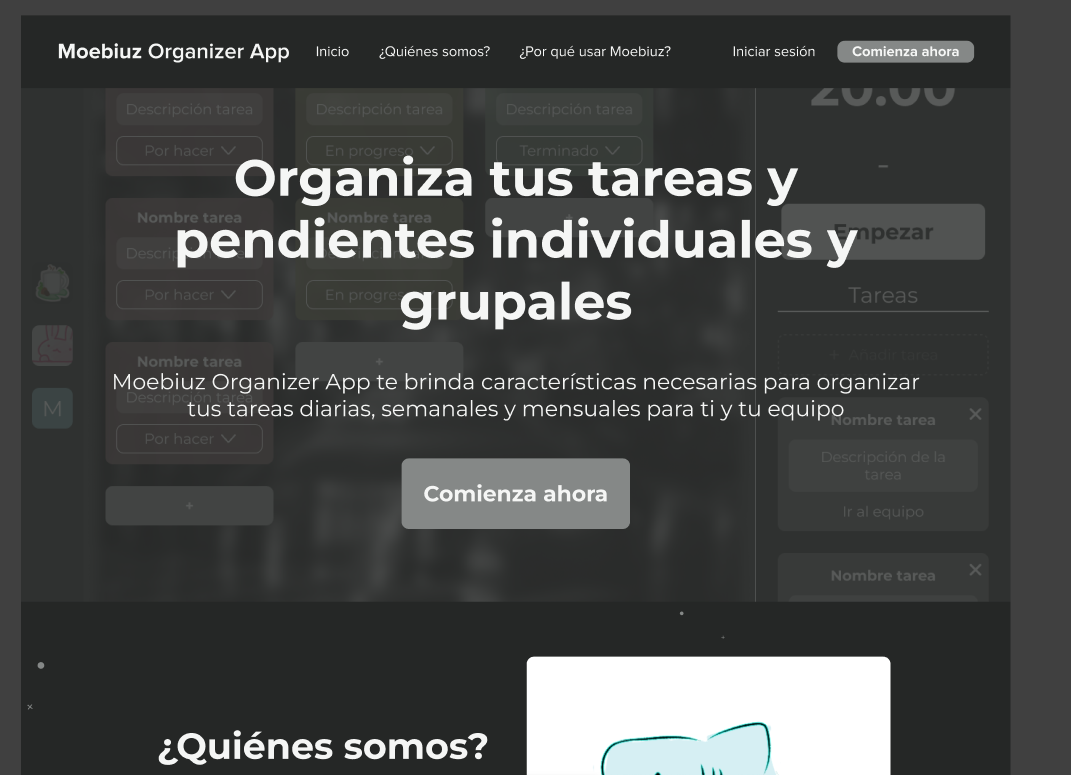 Moebiuz Organizer App Inicio ¿Quiénes somos? ¿Por qué usar Moebiuz? Iniciar sesión Comienza ahora
Descripción tarea Descripción tarea Descripción tarea
20:00
Por hacer En progreso Terminado
-
Organiza tus tareas y
pendientes individuales y
grupales
Nombre tarea Nombre tarea
Empezar
Por hacer En progreso
Tareas
+ Añadir tarea
Nombre tarea +
Moebiuz Organizer App te brinda características necesarias para organizar
tus tareas diarias, semanales y mensuales para ti y tu equipo
Descripción tarea
M
Por hacer
Nombre tarea
Descripción de la
tarea
Ir al equipo
Comienza ahora
+
Nombre tarea
¿Quiénes somos?